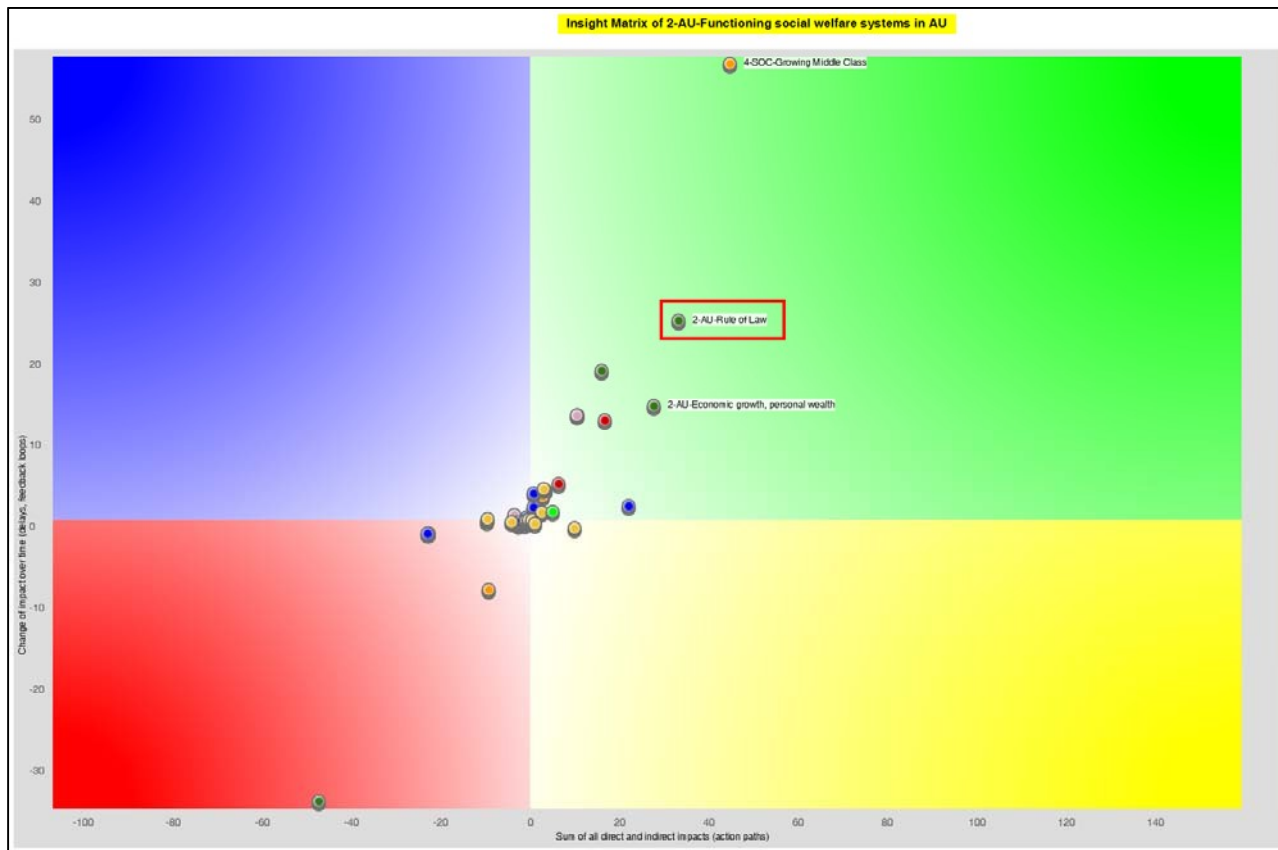 Insight Matrix of 2-AU-Functioning social welfare systems in AU
4-SOC-Growing Middle Class
2-AU-Rule of Law
2-AU-Economic growth, personal wealth
Change of impact over time (delays, feedback loops)
50
40
30
20
10
0
-10
-20
-30
-100 -80 -60 -40 -20 0 20 40 60 80 100 120 140
Sum of all direct and indirect impacts (action paths)